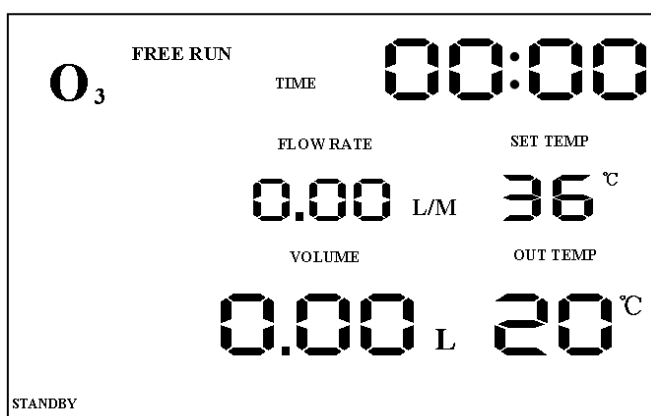 FREE RUN
O3 TIME 00:00
FLOW RATE SET TEMP
0.00 L/M 36 ℃
VOLUME OUT TEMP
0.00 L 20 ℃
STANDBY